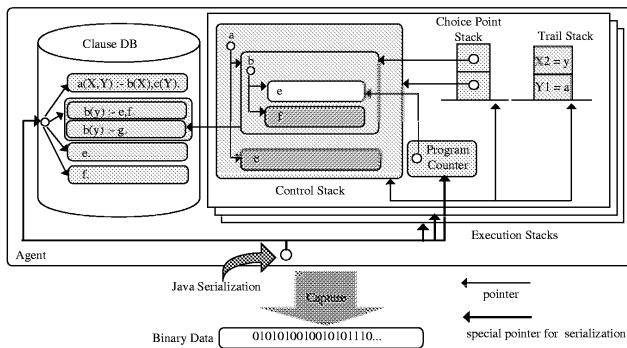 Clause DB
a(X,Y) :- b(X),c(Y).
b(y) :- e,f.
b(y) :- g.
e.
f.
a
b
e
f
e
Control Stack
Choice Point
Stack
Trail Stack
X2 = y
Y1 = a
Program
Counter
Execution Stacks
Agent
Java Serialization
Capture
pointer
special pointer for serialization
Binary Data
0101010010010101110...